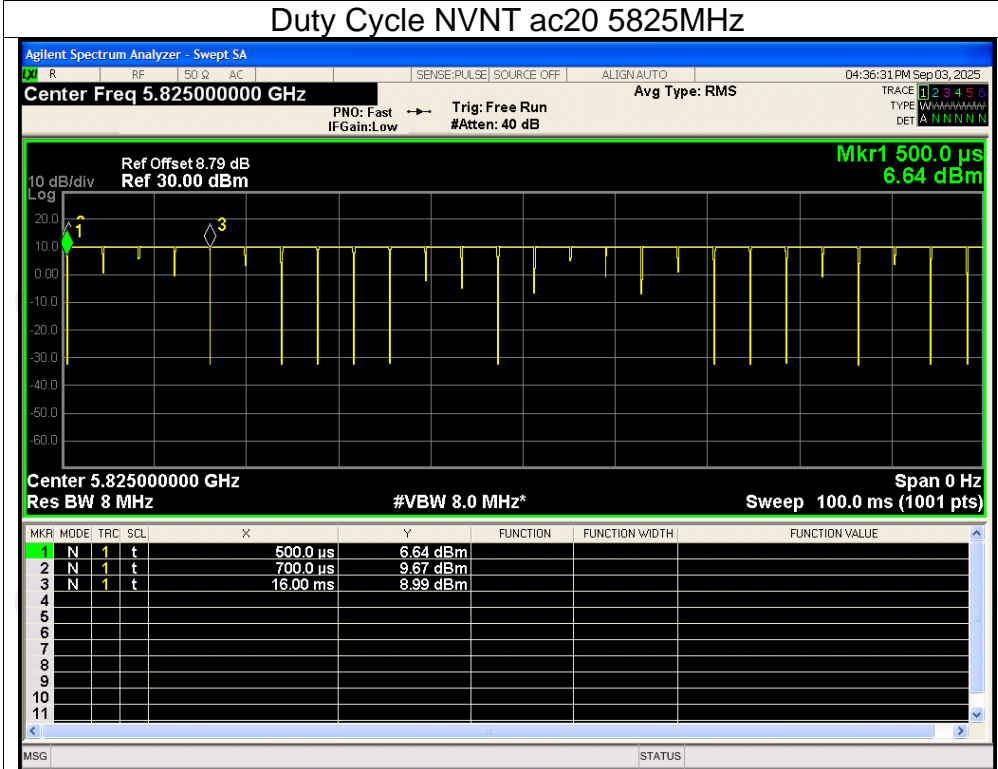 Duty Cycle NVNT ac20 5825MHz
Agilent Spectrum Analyzer - Swept SA
LXI R RF 50 Ω AC SENSE:PULSE SOURCE OFF ALIGN AUTO 04:36:31 PM Sep 03, 2025
Center Freq 5.825000000 GHz Avg Type: RMS TRACE 1 2 3 4 5 6
PNO: Fast Trig: Free Run TYPE WWWWWW
IFGain:Low #Atten: 40 dB DET A N N N N N
Mkr1 500.0 µs
Ref Offset 8.79 dB
10 dB/div Ref 30.00 dBm 6.64 dBm
Log
20.0
1 3
10.0
0.00
-10.0
-20.0
-30.0
-40.0
-50.0
-60.0
Center 5.825000000 GHz Span 0 Hz
Res BW 8 MHz #VBW 8.0 MHz* Sweep 100.0 ms (1001 pts)
MKR MODE TRC SCL X Y FUNCTION FUNCTION WIDTH FUNCTION VALUE
1 N 1 t 500.0 µs 6.64 dBm
2 N 1 t 700.0 µs 9.67 dBm
3 N 1 t 16.00 ms 8.99 dBm
4
5
6
7
8
9
10
11
MSG STATUS